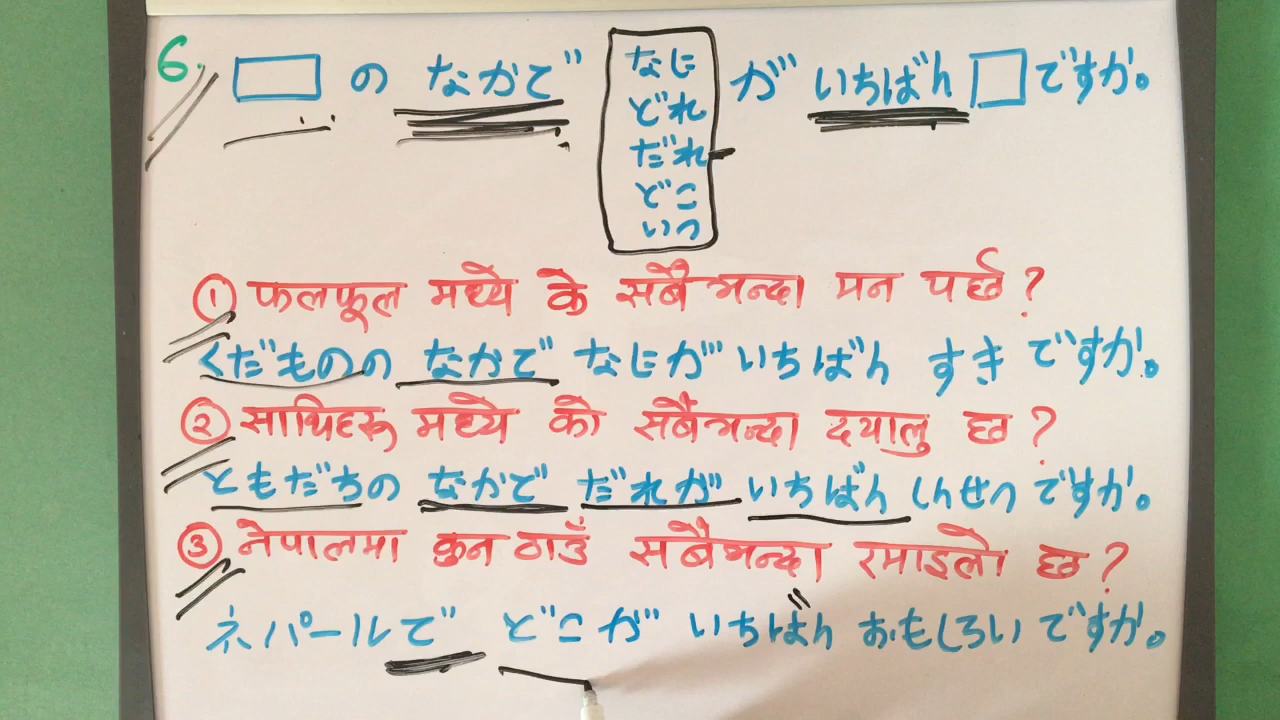 6. の なかで なに が いちばん ですか。
どれ
だれ
どこ
いつ
① फलफूल मध्ये के सबैभन्दा मन पर्छ ?
くだものの なかで なにが いちばん すき ですか。
② साथिहरू मध्ये को सबैभन्दा दयालु छ ?
ともだちの なかで だれが いちばん しんせつ ですか。
③ नेपालमा कुन ठाउँ सबैभन्दा रमाइलो छ ?
ネパールで どこが いちばん おもしろい ですか。